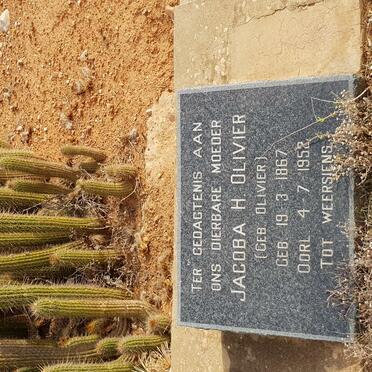 TER GEDAGTENIS AAN
ONS DIERBARE MOEDER
JACOBA H OLIVIER
(GEB. OLIVIER)
GEB. 19.3.1867
OORL. 4.7.1952
TOT WEERSIENS